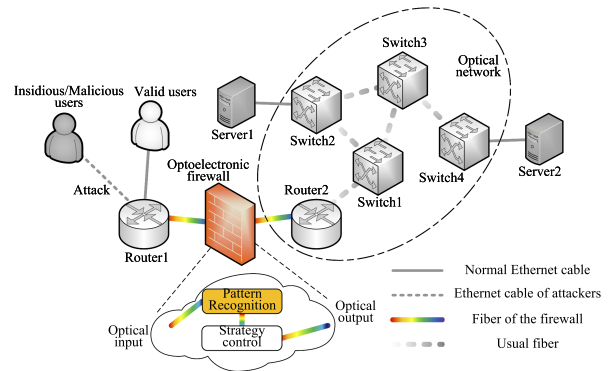 Switch3
Optical
network
Insidious/Malicious
users
Valid users
Server1
Switch2
Optoelectronic
firewall
Switch4
Server2
Attack
Router2
Switch1
Router1
Normal Ethernet cable
Pattern
Recognition
Ethernet cable of attackers
Optical
input
Optical
output
Strategy
control
Fiber of the firewall
Usual fiber